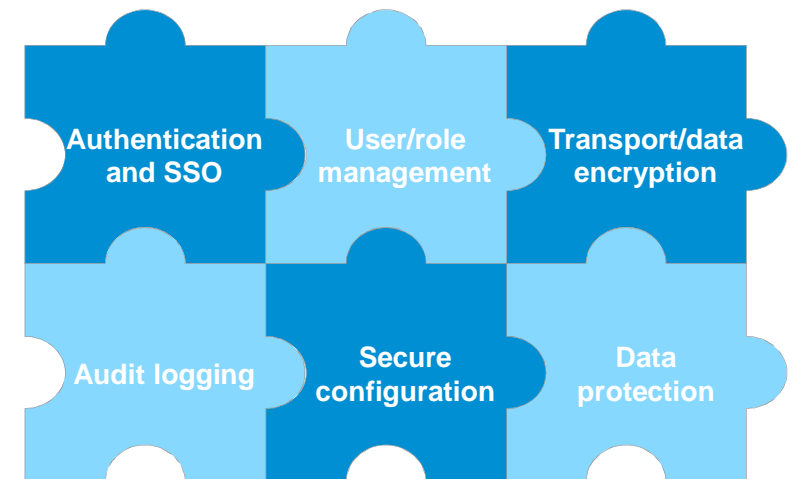 Authentication
and SSO
User/role
management
Transport/data
encryption
Audit logging
Secure
configuration
Data
protection